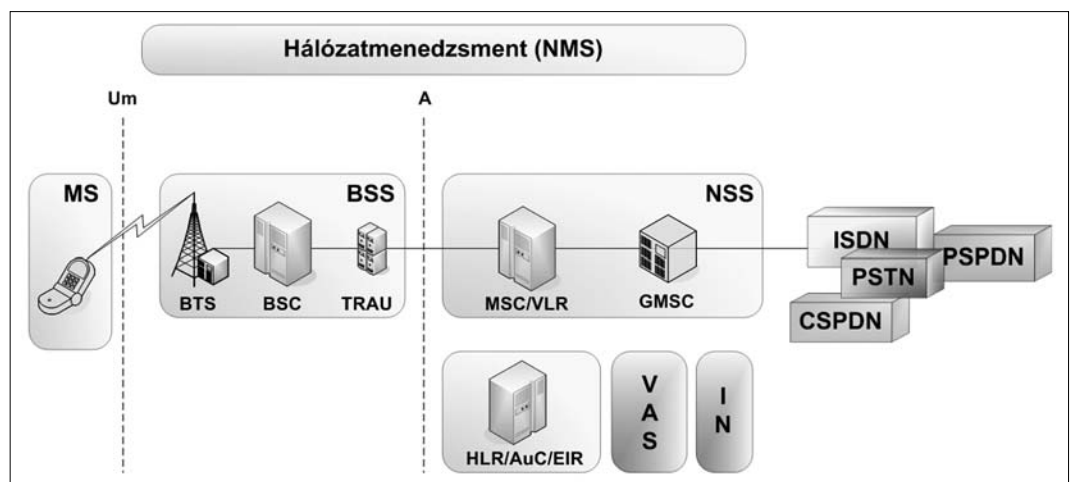 Hálózatmenedzsment (NMS)
Um
A
MS
BSS
NSS
BTS
BSC
TRAU
MSC/VLR
GMSC
ISDN
PSTN
PSPDN
CSPDN
HLR/AuC/EIR
V
A
S
I
N